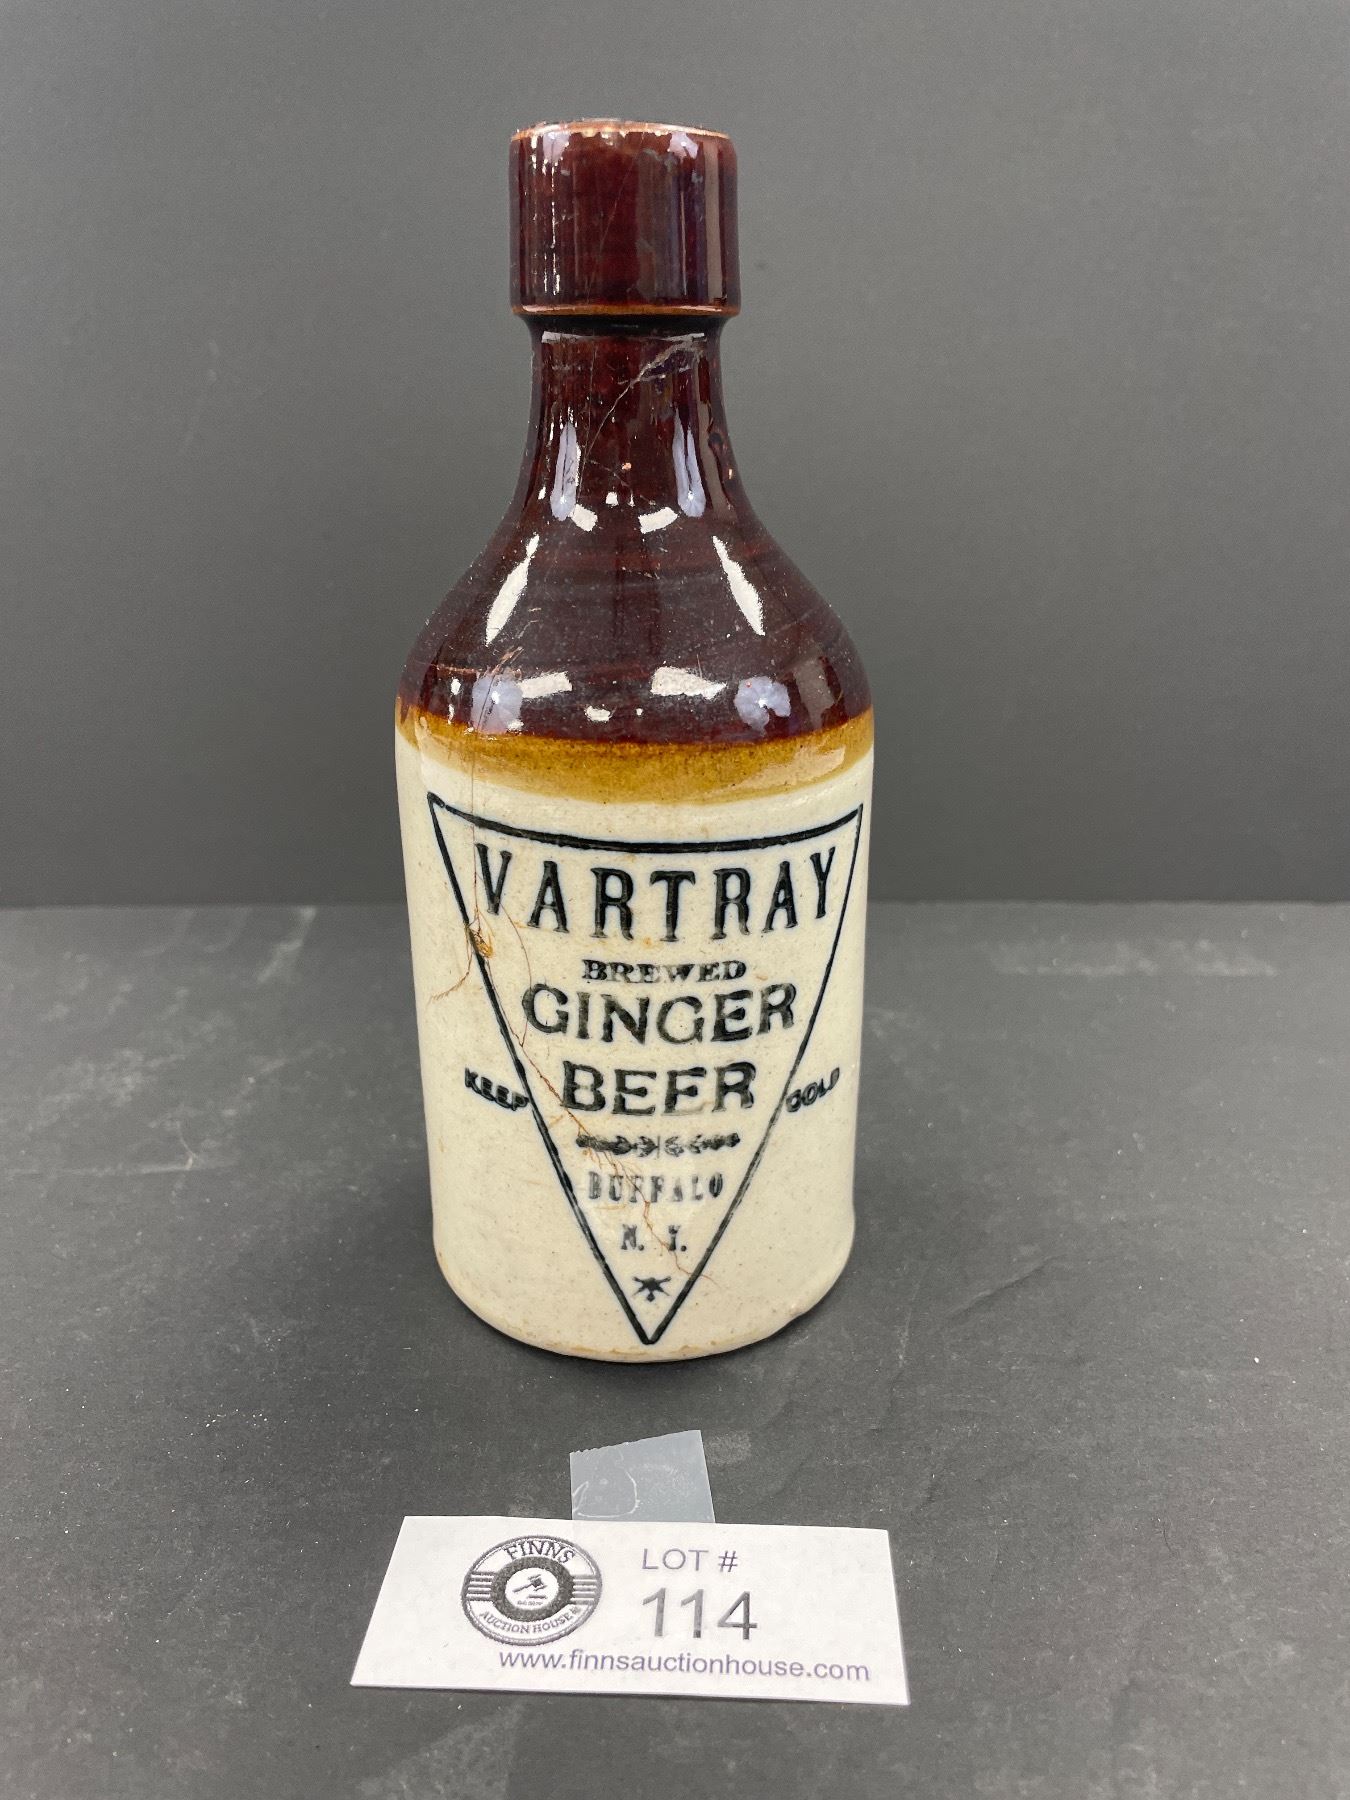 VARTRAY
BREWED
GINGER
BEER
KEEP COLD
BUFFALO
N. Y.
FINNS
AUCTION HOUSE
LOT #
114
www.finnsauctionhouse.com